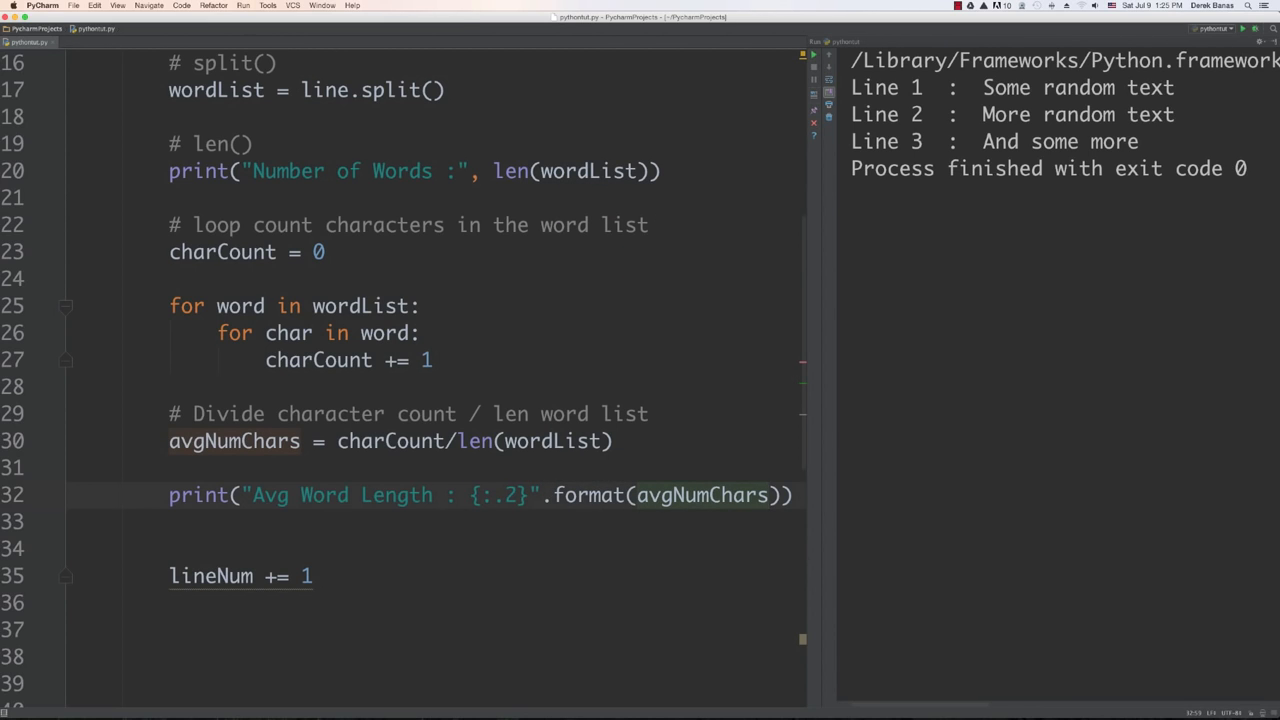 PyCharm File Edit View Navigate Code Refactor Run Tools VCS Window Help 10 Sat Jul 9 1:25 PM Derek Banas
pythontut.py - PycharmProjects - [~/PycharmProjects]
PycharmProjects pythontut.py pythontut
pythontut.py
Run pythontut
16 # split()
17 wordList = line.split()
18
19 # len()
20 print("Number of Words :", len(wordList))
21
22 # loop count characters in the word list
23 charCount = 0
24
25 for word in wordList:
26 for char in word:
27 charCount += 1
28
29 # Divide character count / len word list
30 avgNumChars = charCount/len(wordList)
31
32 print("Avg Word Length : {:.2}".format(avgNumChars))
33
34
35 lineNum += 1
36
37
38
39
/Library/Frameworks/Python.framework
Line 1 : Some random text
Line 2 : More random text
Line 3 : And some more
Process finished with exit code 0
32:53 LF UTF-8